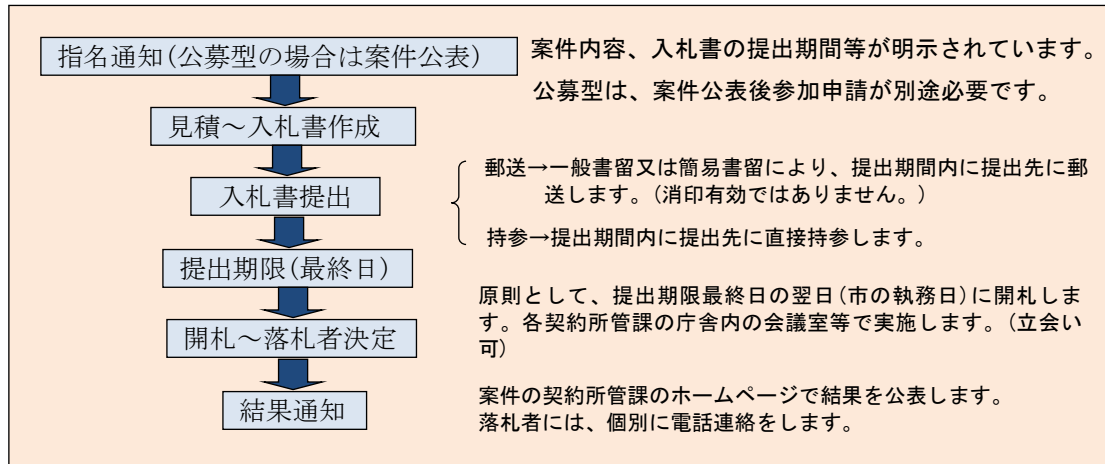 指名通知(公募型の場合は案件公表)
案件内容、入札書の提出期間等が明示されています。
公募型は、案件公表後参加申請が別途必要です。
見積～入札書作成
入札書提出
郵送→一般書留又は簡易書留により、提出期間内に提出先に郵
送します。(消印有効ではありません。)
持参→提出期間内に提出先に直接持参します。
提出期限(最終日)
開札～落札者決定
原則として、提出期限最終日の翌日(市の執務日)に開札しま
す。各契約所管課の庁舎内の会議室等で実施します。(立会い
可)
結果通知
案件の契約所管課のホームページで結果を公表します。
落札者には、個別に電話連絡をします。